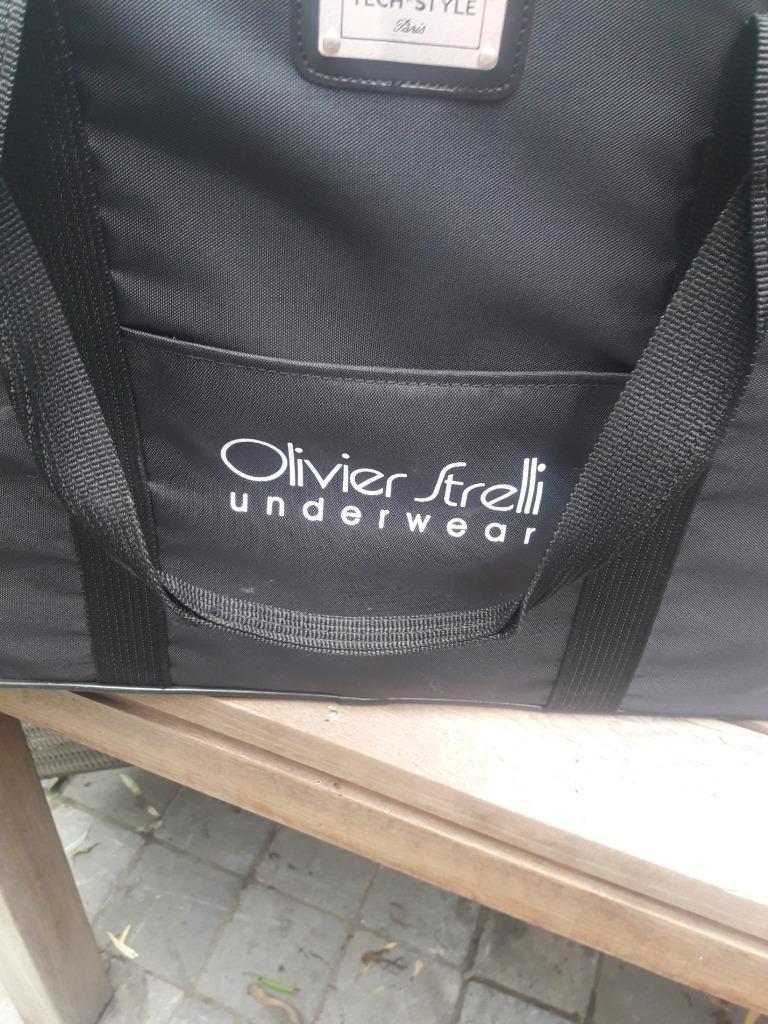 TECH*STYLE
Paris
Olivier Strelli
underwear